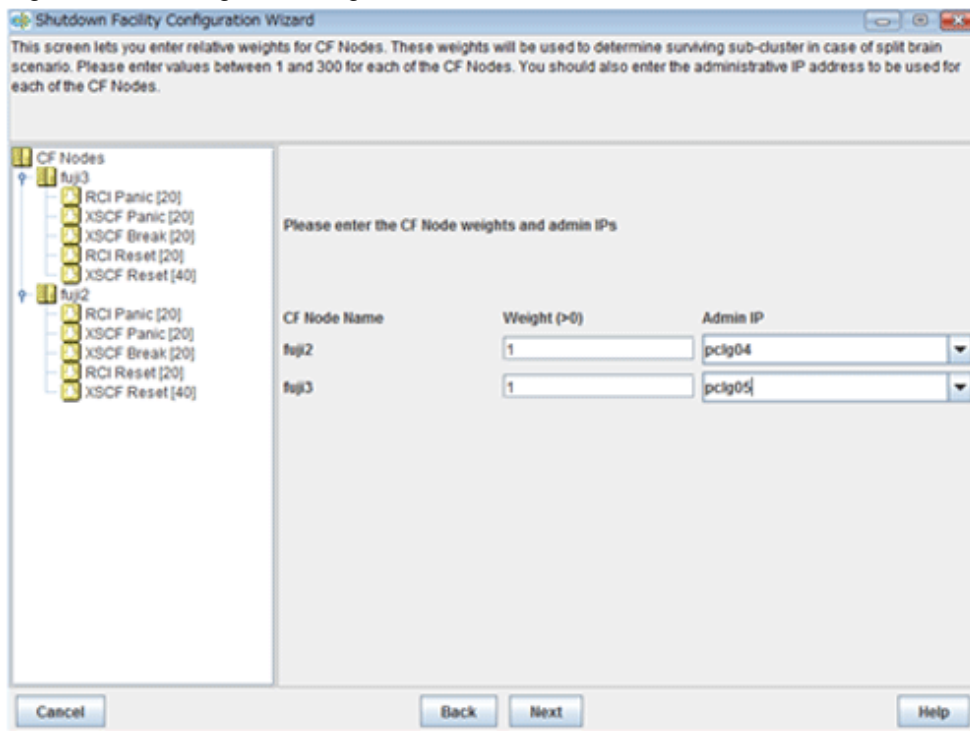 Shutdown Facility Configuration Wizard
This screen lets you enter relative weights for CF Nodes. These weights will be used to determine surviving sub-cluster in case of split brain
scenario. Please enter values between 1 and 300 for each of the CF Nodes. You should also enter the administrative IP address to be used for
each of the CF Nodes.
CF Nodes
fuji3
RCI Panic [20]
XSCF Panic [20]
XSCF Break [20]
RCI Reset [20]
XSCF Reset [40]
fuji2
RCI Panic [20]
XSCF Panic [20]
XSCF Break [20]
RCI Reset [20]
XSCF Reset [40]
Please enter the CF Node weights and admin IPs
CF Node Name Weight (>0) Admin IP
fuji2 1 pclg04
fuji3 1 pclg05
Cancel Back Next Help